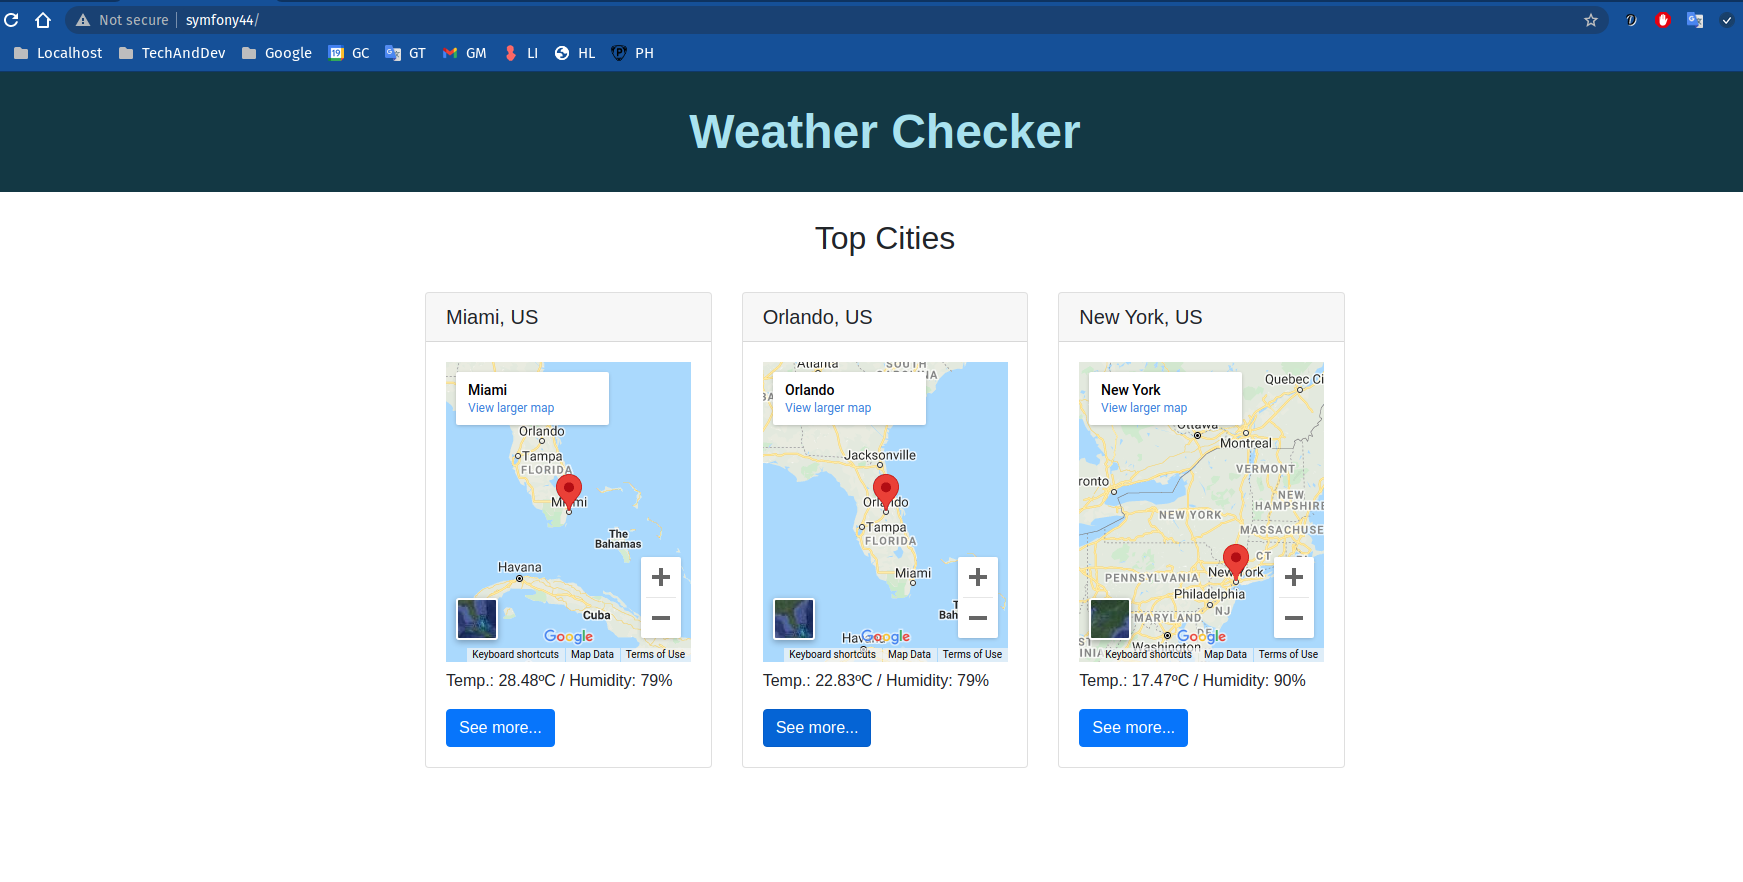 Not secure symfony44/
Localhost TechAndDev Google GC GT GM LI HL PH
Weather Checker
Top Cities
Miami, US
Miami
View larger map
Orlando
Tampa
FLORIDA
Miami
The
Bahamas
Havana
Cuba
Google
Keyboard shortcuts Map Data Terms of Use
Temp.: 28.48ºC / Humidity: 79%
See more...
Orlando, US
Atlanta
SOUTH
Orlando
View larger map
Jacksonville
Orlando
Tampa
FLORIDA
Miami
Google
Keyboard shortcuts Map Data Terms of Use
Temp.: 22.83ºC / Humidity: 79%
See more...
New York, US
Quebec Ci
New York
View larger map
Ottawa
Montreal
VERMONT
ronto
NEW
HAMPSHIRE
NEW YORK
MASSACHUSE
CT
New York
PENNSYLVANIA
Philadelphia
NJ
MARYLAND
DE
Washington
Google
Keyboard shortcuts Map Data Terms of Use
Temp.: 17.47ºC / Humidity: 90%
See more...